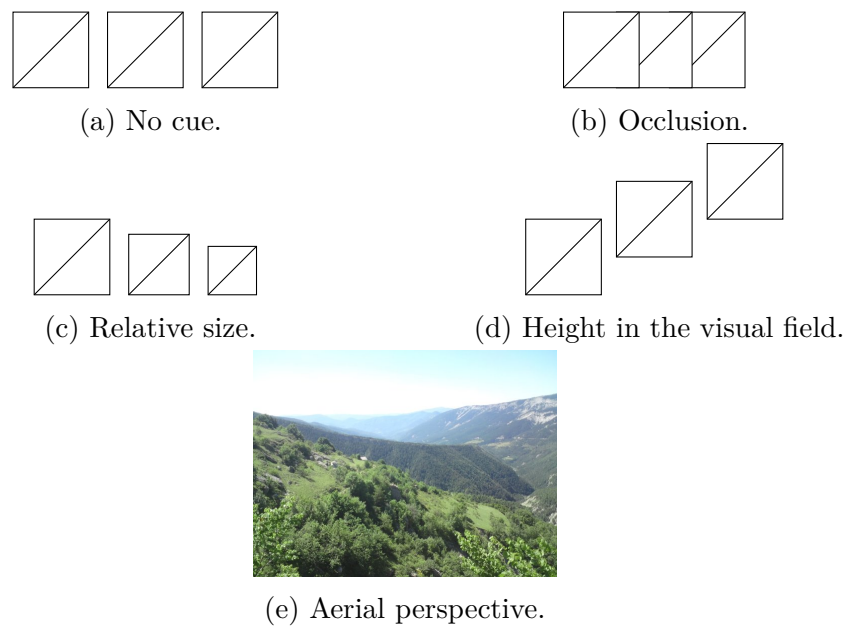 (a) No cue.
(b) Occlusion.
(c) Relative size.
(d) Height in the visual field.
(e) Aerial perspective.